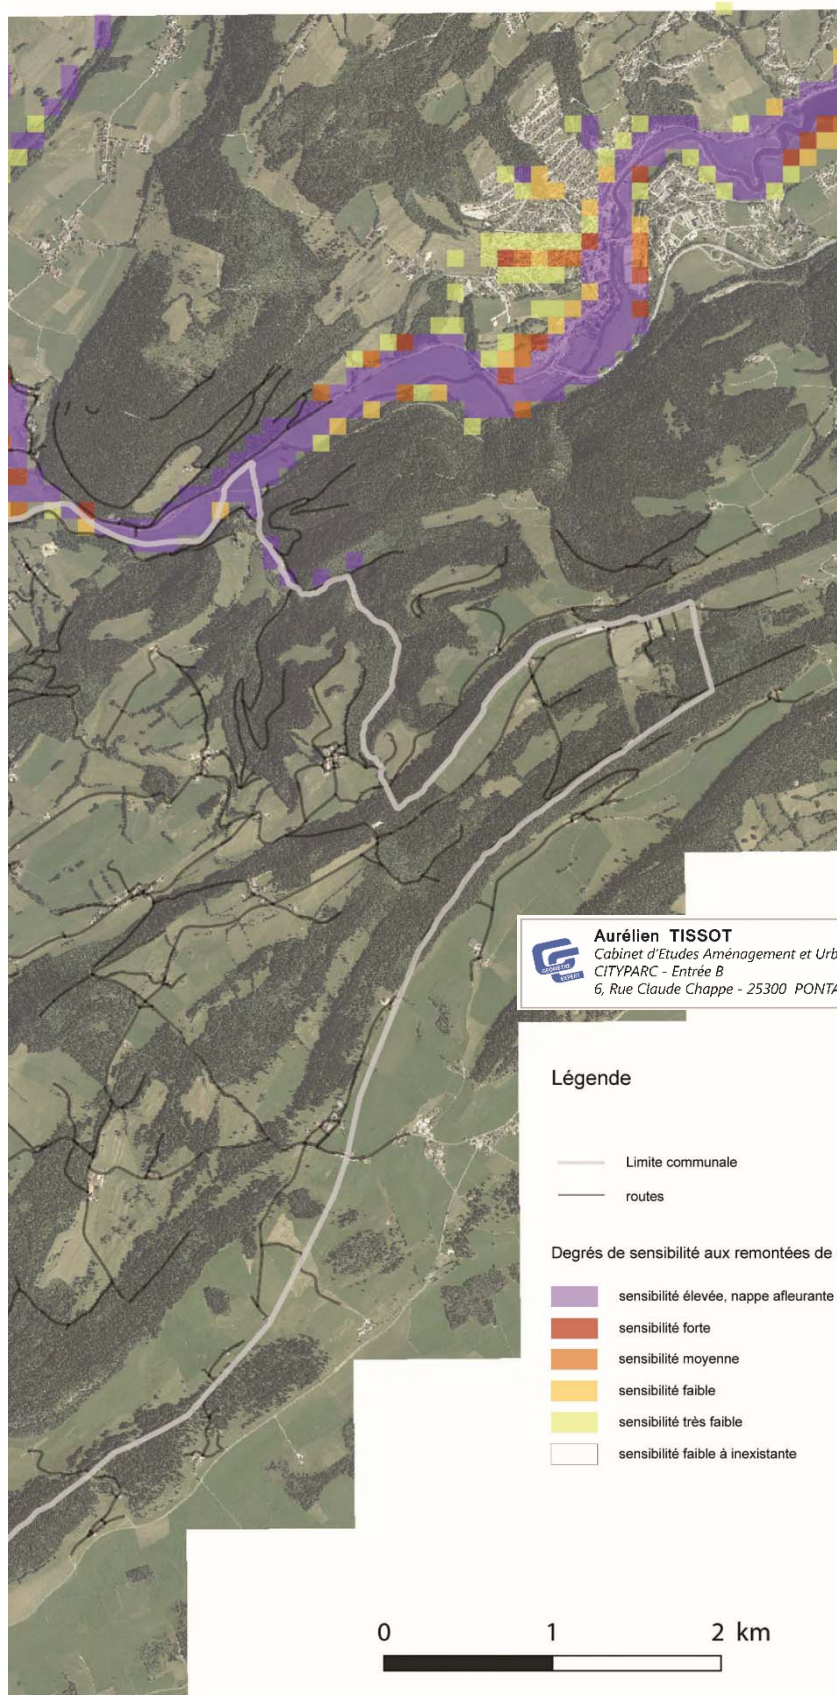 Aurélien TISSOT
Cabinet d'Etudes Aménagement et Urb
CITYPARC - Entrée B
6, Rue Claude Chappe - 25300 PONTA
GEOMETRE
EXPERT
Légende
Limite communale
routes
Degrés de sensibilité aux remontées de
sensibilité élevée, nappe afleurante
sensibilité forte
sensibilité moyenne
sensibilité faible
sensibilité très faible
sensibilité faible à inexistante
0 1 2 km